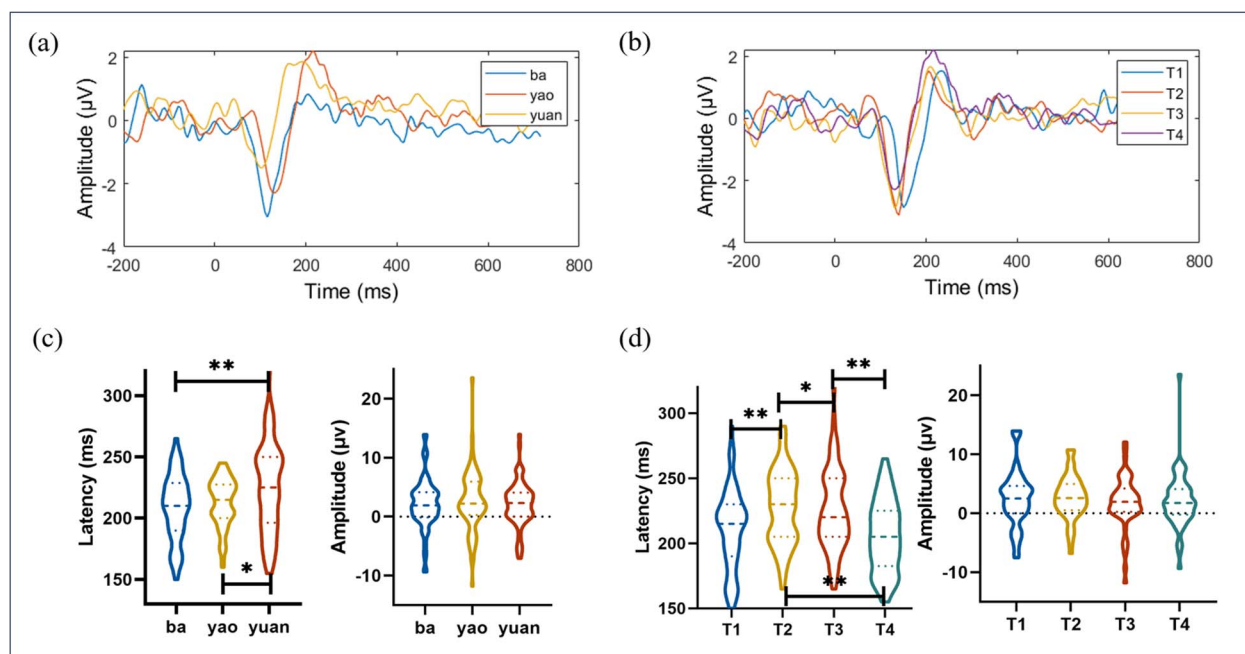 (a)
2
0
-2
-4
Amplitude (µV)
-200
0
200
400
600
800
Time (ms)
ba
yao
yuan
(b)
2
0
-2
-4
Amplitude (µV)
-200
0
200
400
600
800
Time (ms)
T1
T2
T3
T4
(c)
300
250
200
150
Latency (ms)
**
*
ba
yao
yuan
20
10
0
-10
Amplitude (µv)
ba
yao
yuan
(d)
300
250
200
150
Latency (ms)
**
*
**
**
T1
T2
T3
T4
20
10
0
-10
Amplitude (µv)
T1
T2
T3
T4